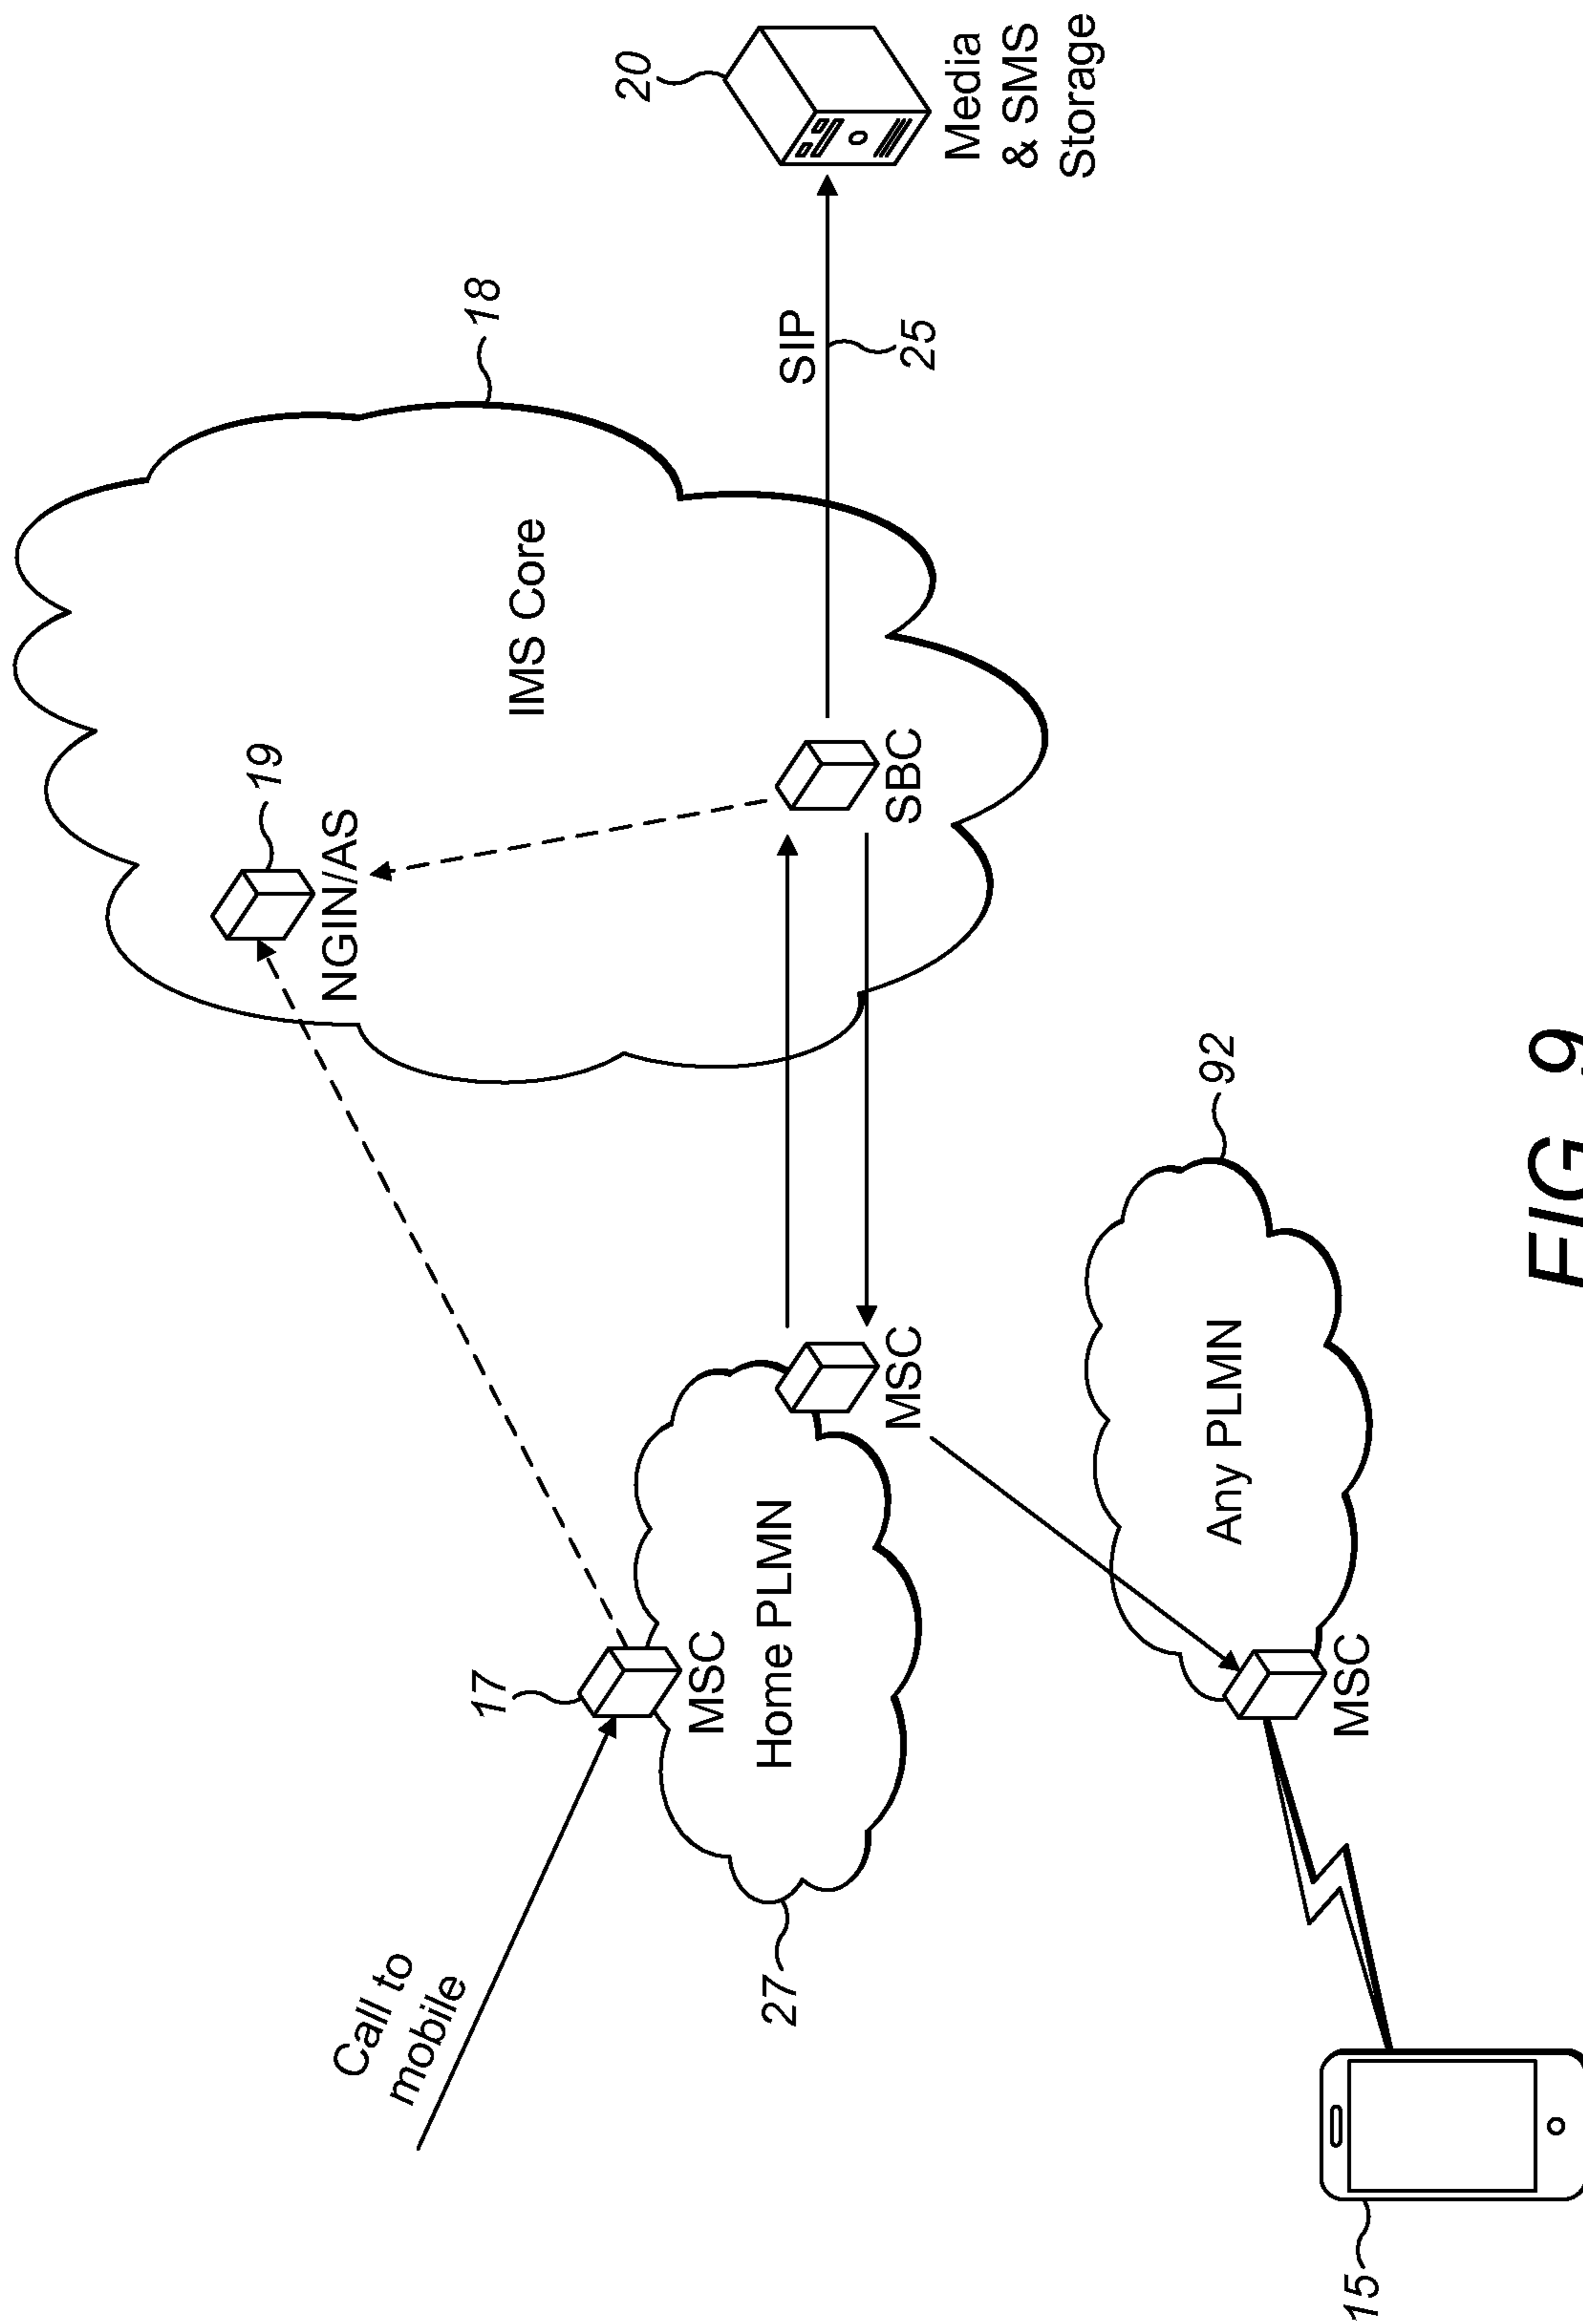 Call to
mobile
17
MSC
Home PLMN
27
MSC
19
NGIN/AS
IMS Core
18
SBC
SIP
25
20
Media
& SMS
Storage
92
Any PLMN
MSC
15
FIG. 9